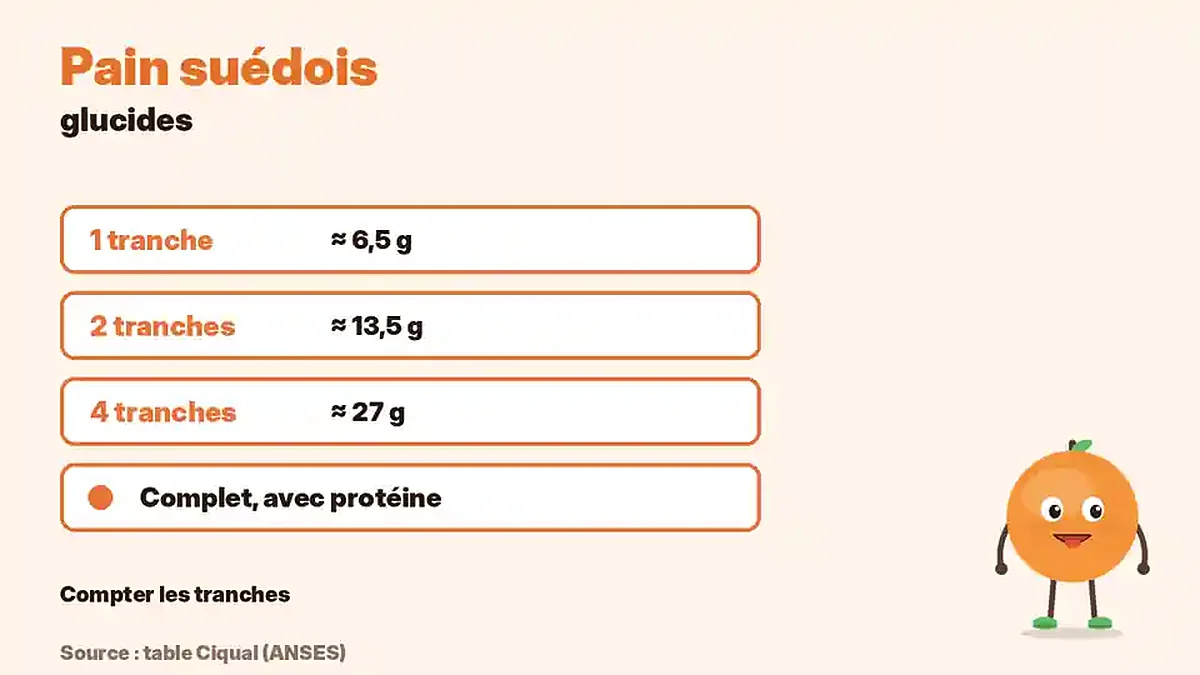 Pain suédois
glucides
1 tranche ≈ 6,5 g
2 tranches ≈ 13,5 g
4 tranches ≈ 27 g
Complet, avec protéine
Compter les tranches
Source : table Ciqual (ANSES)